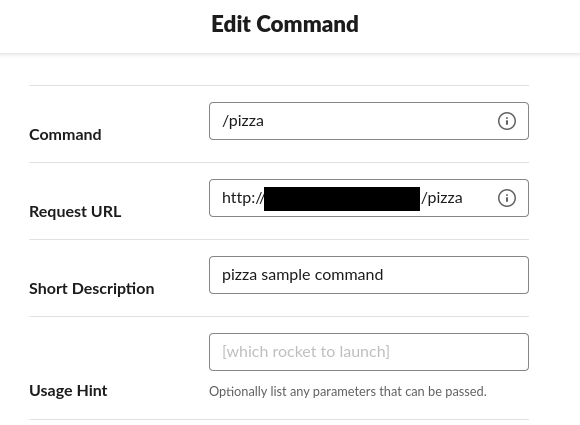 Edit Command
Command
/pizza
Request URL
http:// /pizza
Short Description
pizza sample command
[which rocket to launch]
Usage Hint
Optionally list any parameters that can be passed.